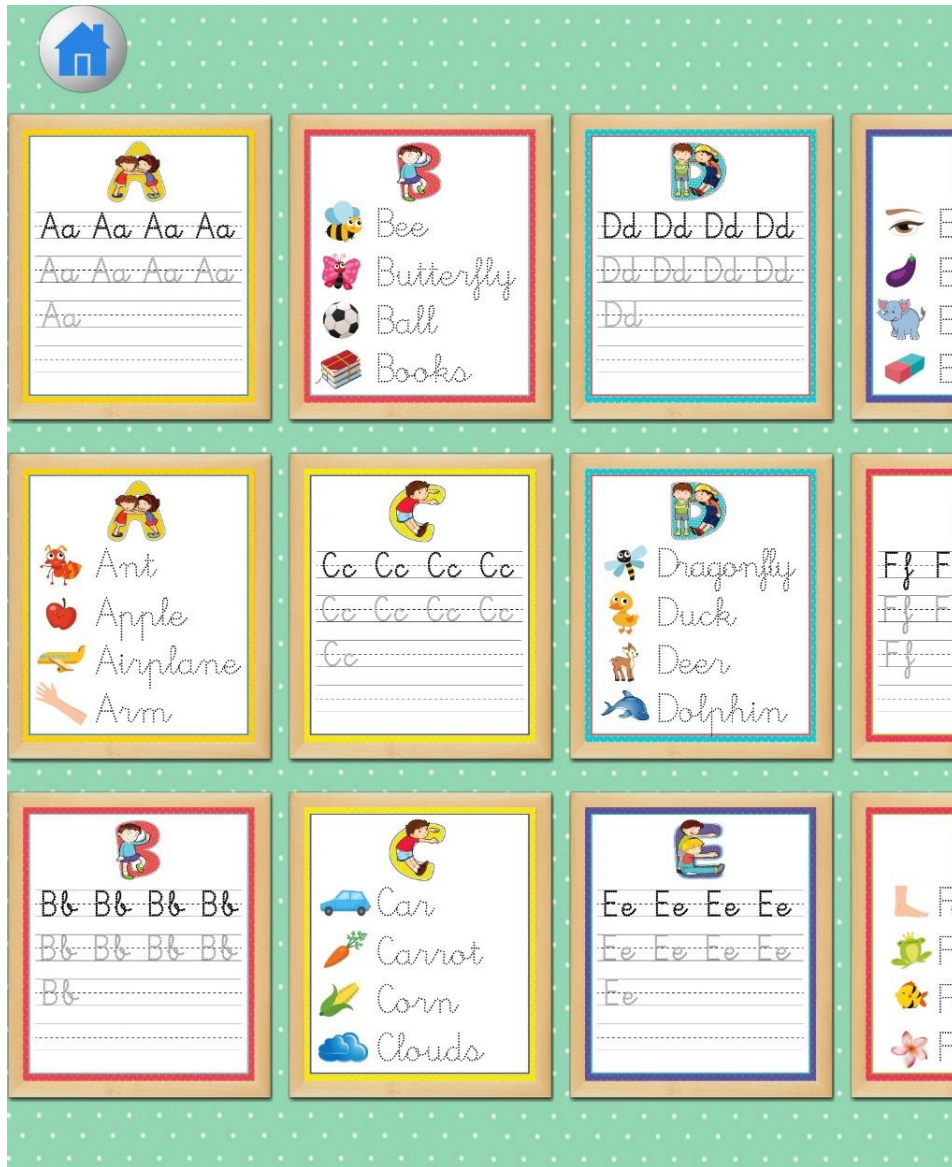 A
Aa Aa Aa Aa
Aa Aa Aa Aa
Aa
A
Ant
Apple
Airplane
Arm
B
Bb Bb Bb Bb
Bb Bb Bb Bb
Bb
B
Bee
Butterfly
Ball
Books
C
Cc Cc Cc Cc
Cc Cc Cc Cc
Cc
C
Car
Carrot
Corn
Clouds
D
Dd Dd Dd Dd
Dd Dd Dd Dd
Dd
D
Dragonfly
Duck
Deer
Dolphin
E
Ee Ee Ee Ee
Ee Ee Ee Ee
Ee
Ff F
Ff F
Ff